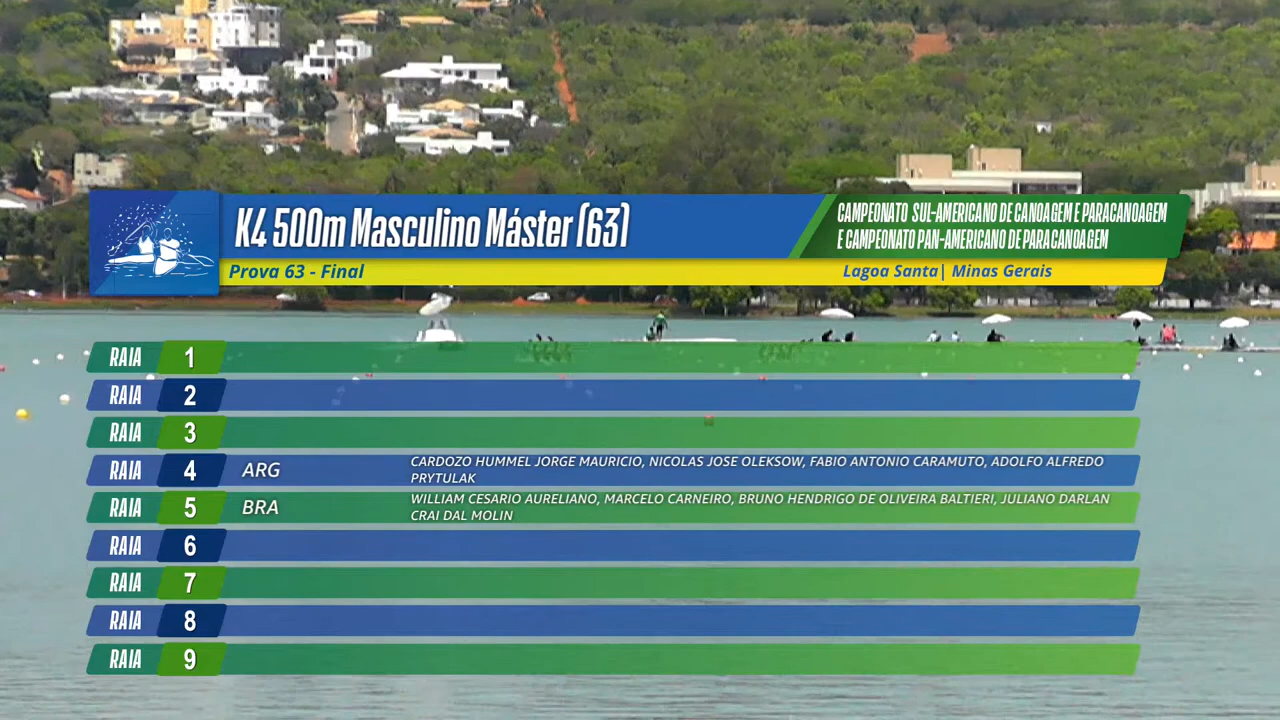 K4 500m Masculino Máster (63)
CAMPEONATO SUL-AMERICANO DE CANOAGEM E PARACANOAGEM
E CAMPEONATO PAN-AMERICANO DE PARACANOAGEM
Prova 63 - Final
Lagoa Santa| Minas Gerais
RAIA 1
RAIA 2
RAIA 3
RAIA 4 ARG CARDOZO HUMMEL JORGE MAURICIO, NICOLAS JOSE OLEKSOW, FABIO ANTONIO CARAMUTO, ADOLFO ALFREDO
PRYTULAK
RAIA 5 BRA WILLIAM CESARIO AURELIANO, MARCELO CARNEIRO, BRUNO HENDRIGO DE OLIVEIRA BALTIERI, JULIANO DARLAN
CRAI DAL MOLIN
RAIA 6
RAIA 7
RAIA 8
RAIA 9